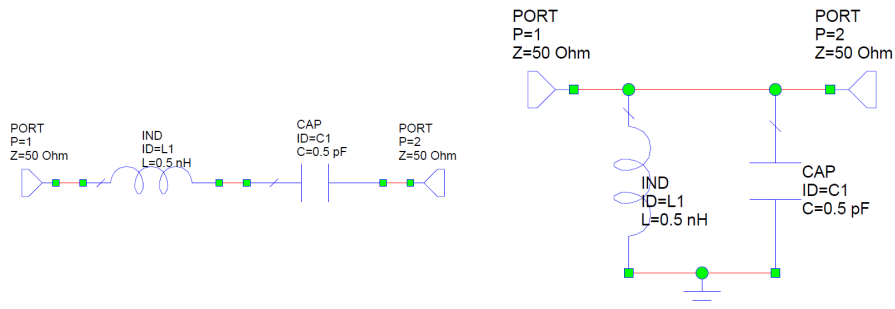 PORT
P=1
Z=50 Ohm
IND
ID=L1
L=0.5 nH
CAP
ID=C1
C=0.5 pF
PORT
P=2
Z=50 Ohm
PORT
P=1
Z=50 Ohm
PORT
P=2
Z=50 Ohm
IND
ID=L1
L=0.5 nH
CAP
ID=C1
C=0.5 pF